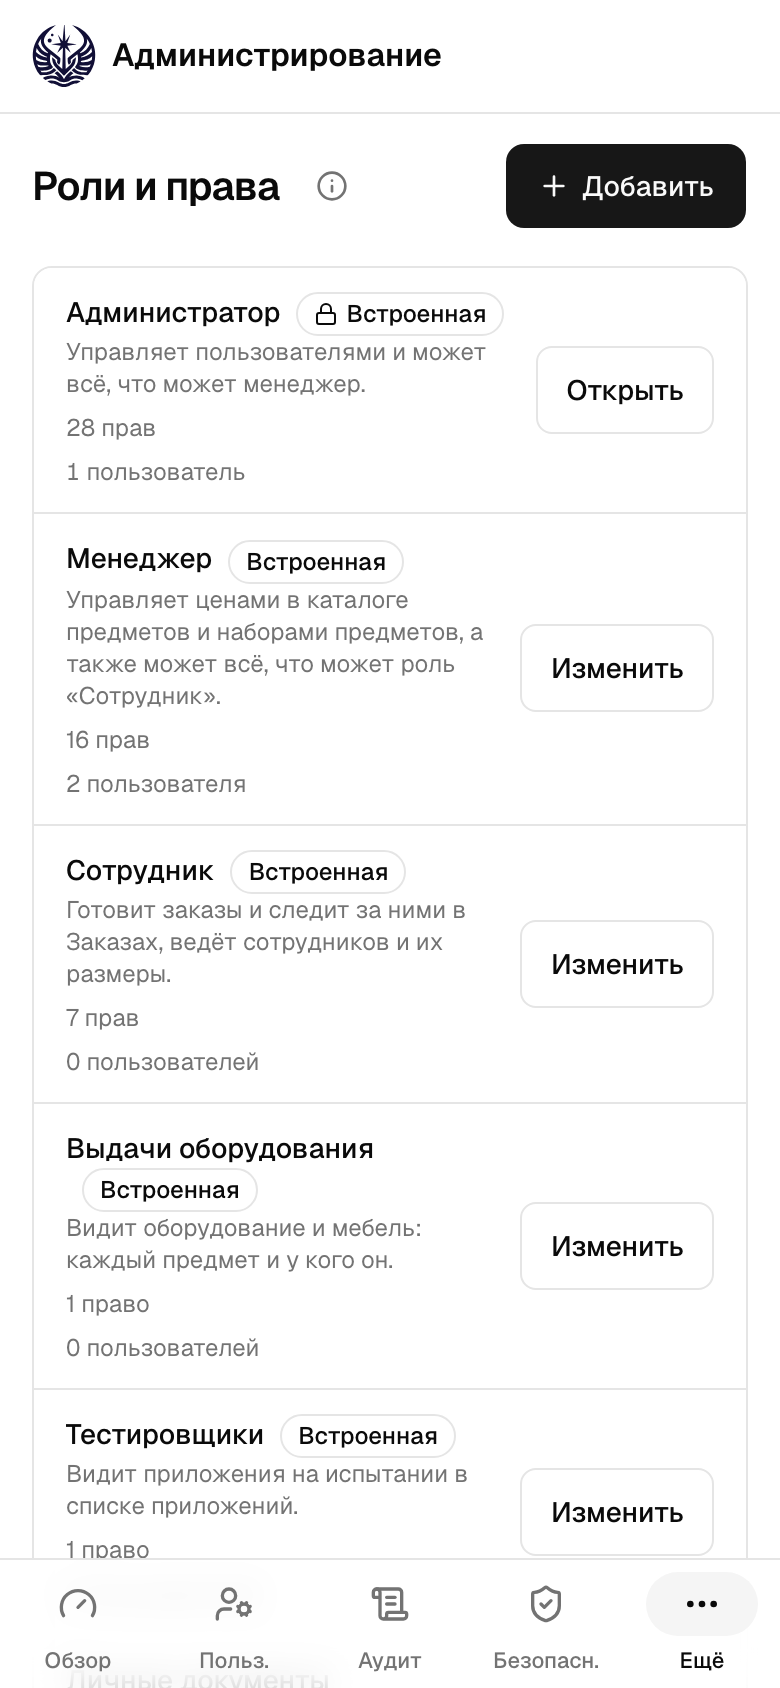 Администрирование
Роли и права
Добавить
Администратор
Встроенная
Управляет пользователями и может
всё, что может менеджер.
28 прав
1 пользователь
Открыть
Менеджер
Встроенная
Управляет ценами в каталоге
предметов и наборами предметов, а
также может всё, что может роль
«Сотрудник».
16 прав
2 пользователя
Изменить
Сотрудник
Встроенная
Готовит заказы и следит за ними в
Заказах, ведёт сотрудников и их
размеры.
7 прав
0 пользователей
Изменить
Выдачи оборудования
Встроенная
Видит оборудование и мебель:
каждый предмет и у кого он.
1 право
0 пользователей
Изменить
Тестировщики
Встроенная
Видит приложения на испытании в
списке приложений.
1 право
Изменить
Обзор
Польз.
Аудит
Безопасн.
Ещё
Личные документы